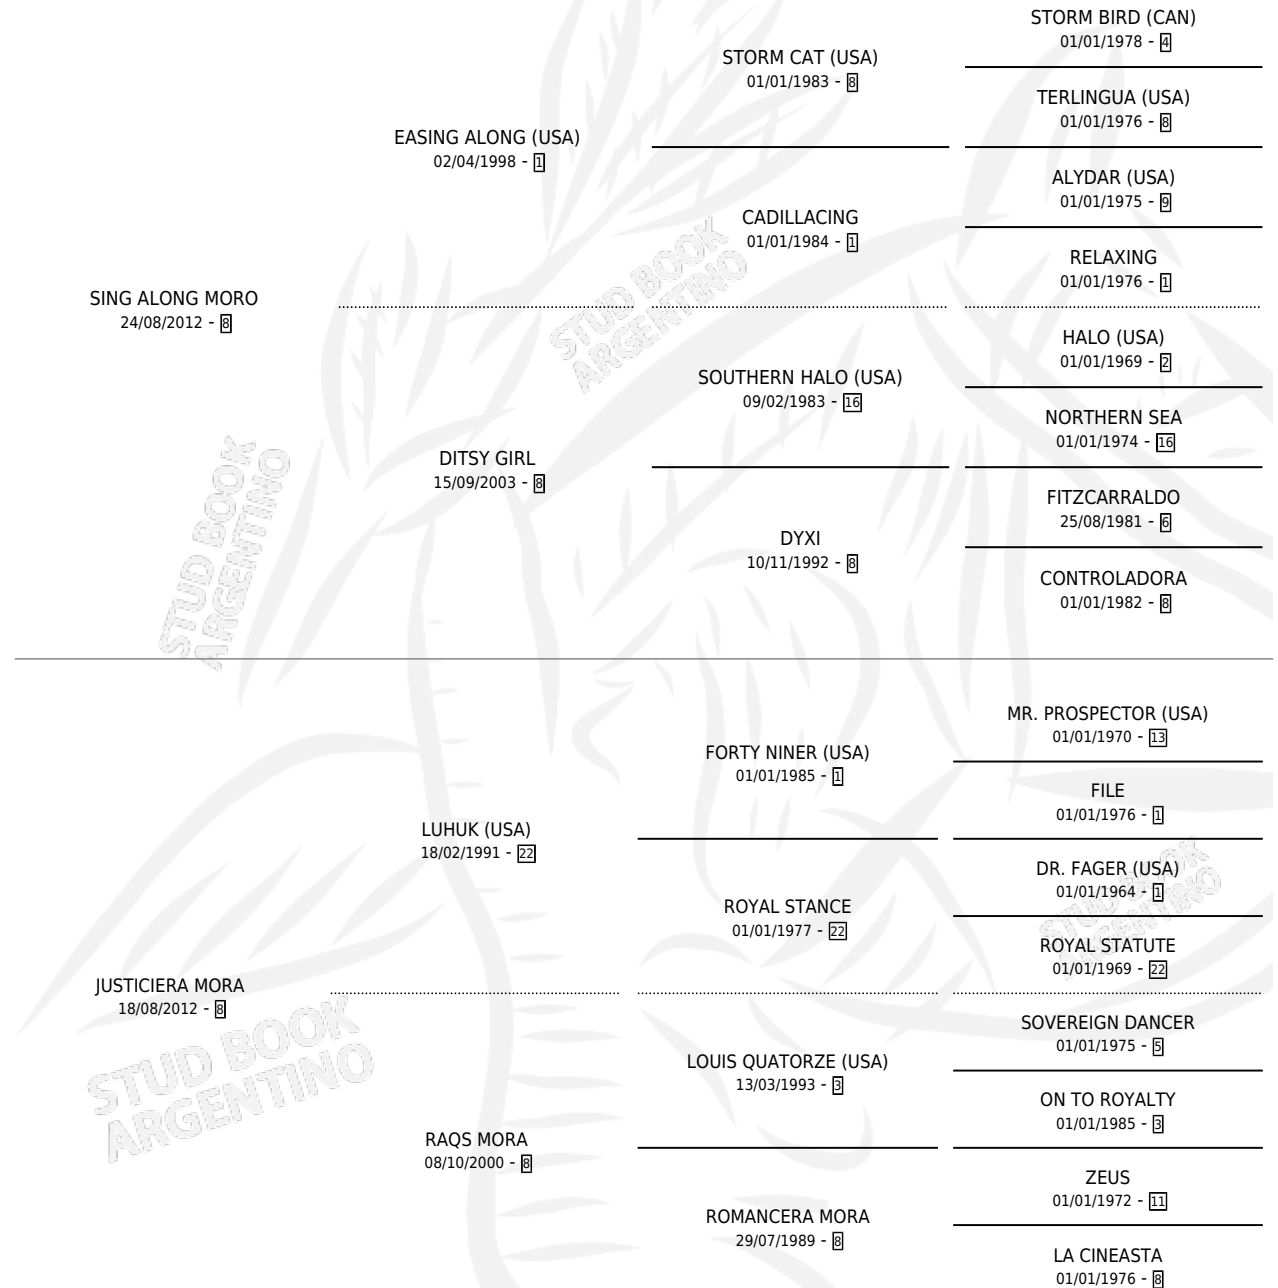 STORM BIRD (CAN)
01/01/1978 - 4
STORM CAT (USA)
01/01/1983 - 8
TERLINGUA (USA)
01/01/1976 - 8
EASING ALONG (USA)
02/04/1998 - 1
ALYDAR (USA)
01/01/1975 - 9
CADILLACING
01/01/1984 - 1
RELAXING
01/01/1976 - 1
SING ALONG MORO
24/08/2012 - 8
HALO (USA)
01/01/1969 - 2
SOUTHERN HALO (USA)
09/02/1983 - 16
NORTHERN SEA
01/01/1974 - 16
DITSY GIRL
15/09/2003 - 8
FITZCARRALDO
25/08/1981 - 6
DYXI
10/11/1992 - 8
CONTROLADORA
01/01/1982 - 8
MR. PROSPECTOR (USA)
01/01/1970 - 13
FORTY NINER (USA)
01/01/1985 - 1
FILE
01/01/1976 - 1
LUHUK (USA)
18/02/1991 - 22
DR. FAGER (USA)
01/01/1964 - 1
ROYAL STANCE
01/01/1977 - 22
ROYAL STATUTE
01/01/1969 - 22
JUSTICIERA MORA
18/08/2012 - 8
SOVEREIGN DANCER
01/01/1975 - 5
LOUIS QUATORZE (USA)
13/03/1993 - 3
ON TO ROYALTY
01/01/1985 - 3
RAQS MORA
08/10/2000 - 8
ZEUS
01/01/1972 - 11
ROMANCERA MORA
29/07/1989 - 8
LA CINEASTA
01/01/1976 - 8
STUD BOOK
ARGENTINO
STUD BOOK
ARGENTINO
STUD BOOK
ARGENTINO
STUD BOOK
ARGENTINO